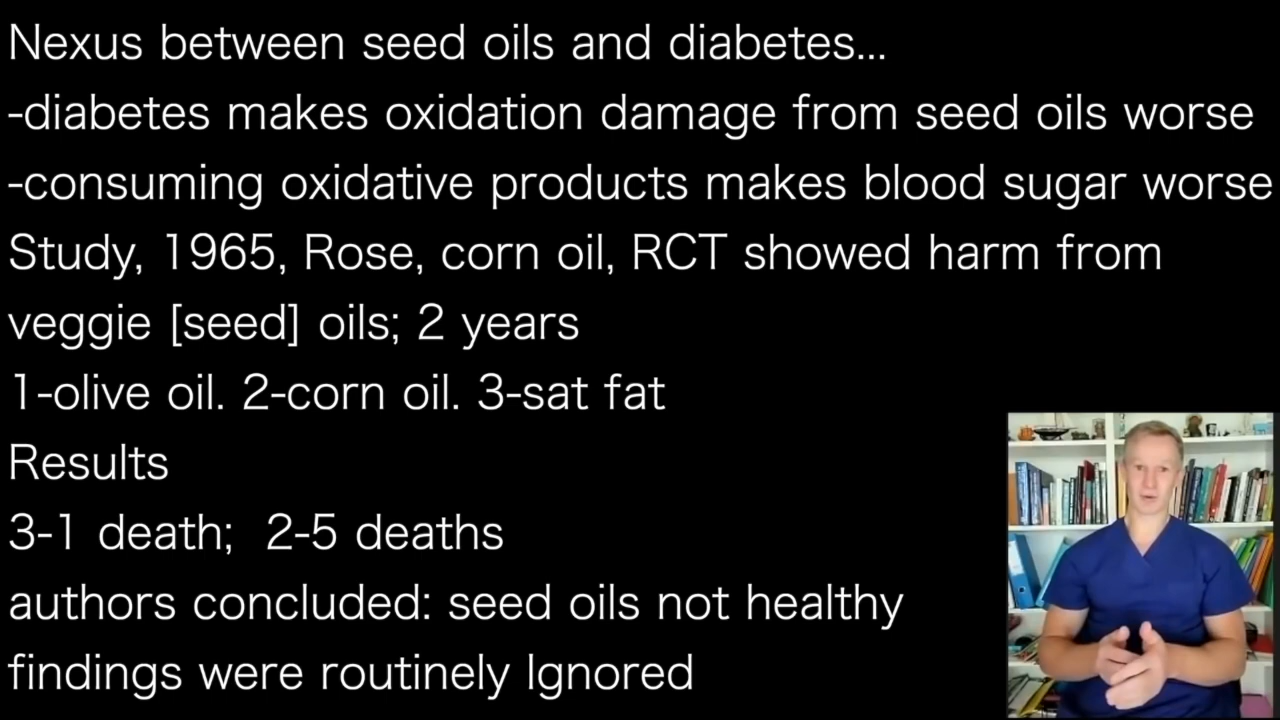 Nexus between seed oils and diabetes...
-diabetes makes oxidation damage from seed oils worse
-consuming oxidative products makes blood sugar worse
Study, 1965, Rose, corn oil, RCT showed harm from
veggie [seed] oils; 2 years
1-olive oil. 2-corn oil. 3-sat fat
Results
3-1 death;  2-5 deaths
authors concluded: seed oils not healthy
findings were routinely Ignored